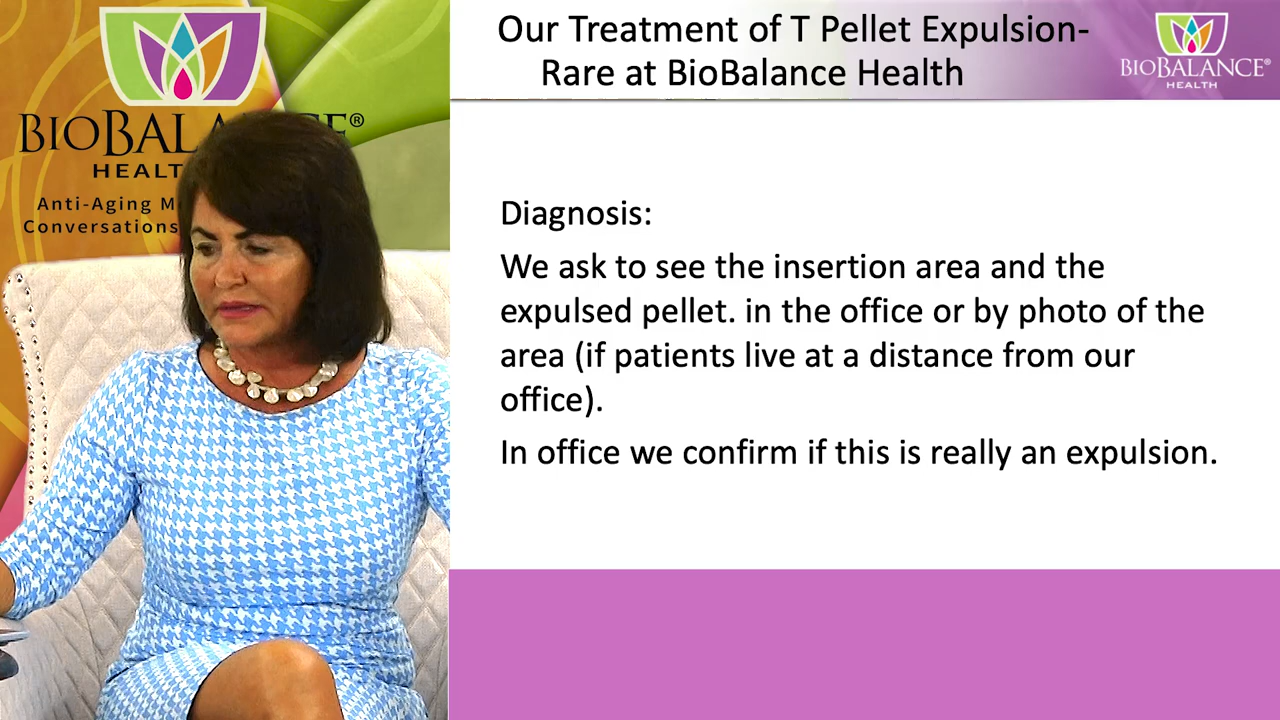 BIOBAL
E®
HEALT
Anti-Aging M
Conversations
Our Treatment of T Pellet Expulsion-
Rare at BioBalance Health
BIOBALANCE®
HEALTH
Diagnosis:
We ask to see the insertion area and the
expulsed pellet. in the office or by photo of the
area (if patients live at a distance from our
office).
In office we confirm if this is really an expulsion.